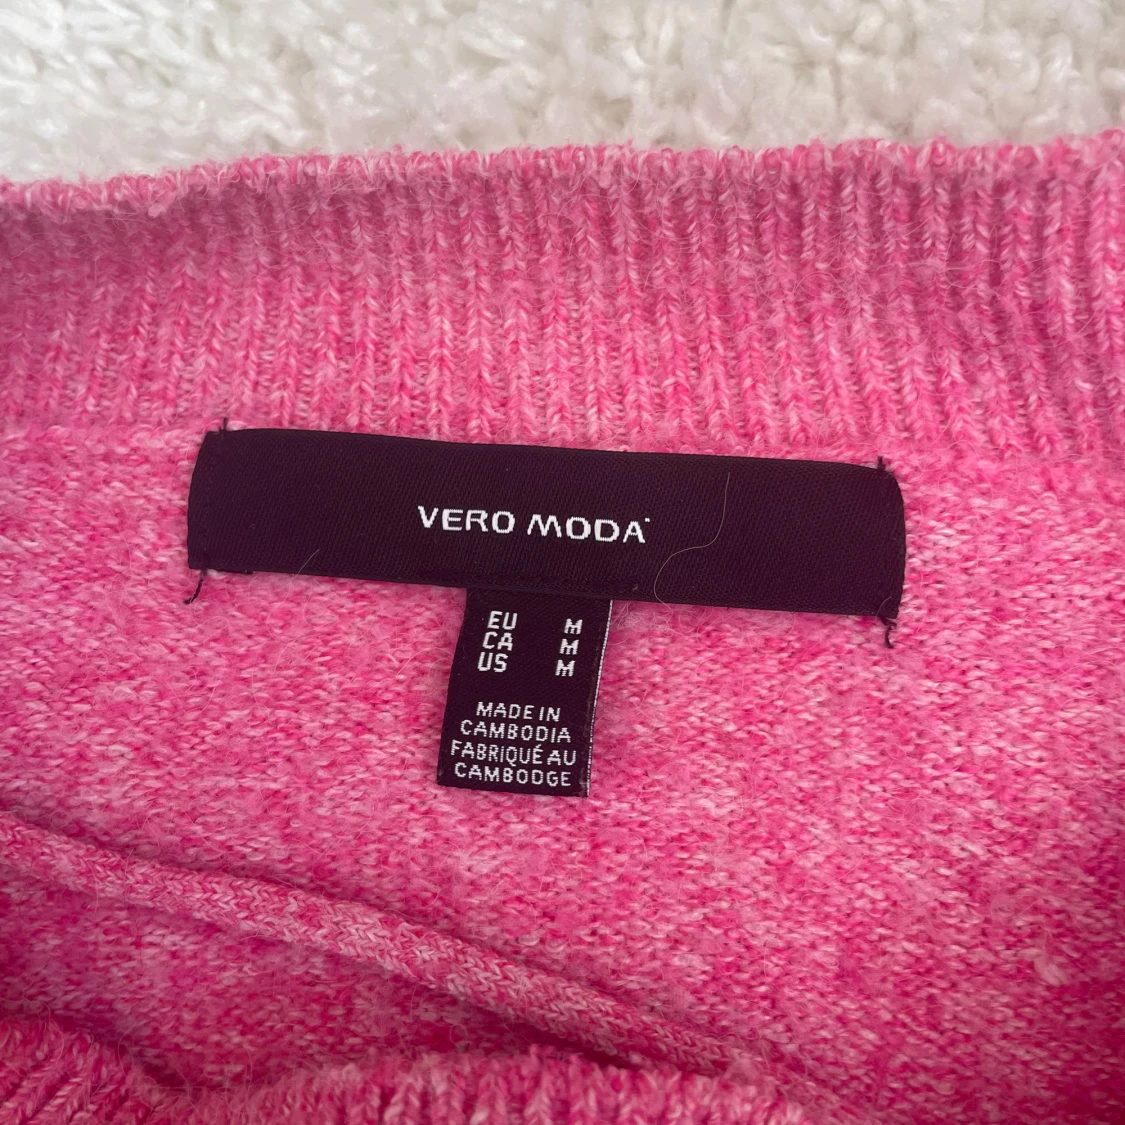 VERO MODA
EU M
CA M
US M
MADE IN
CAMBODIA
FABRIQUÉ AU
CAMBODGE